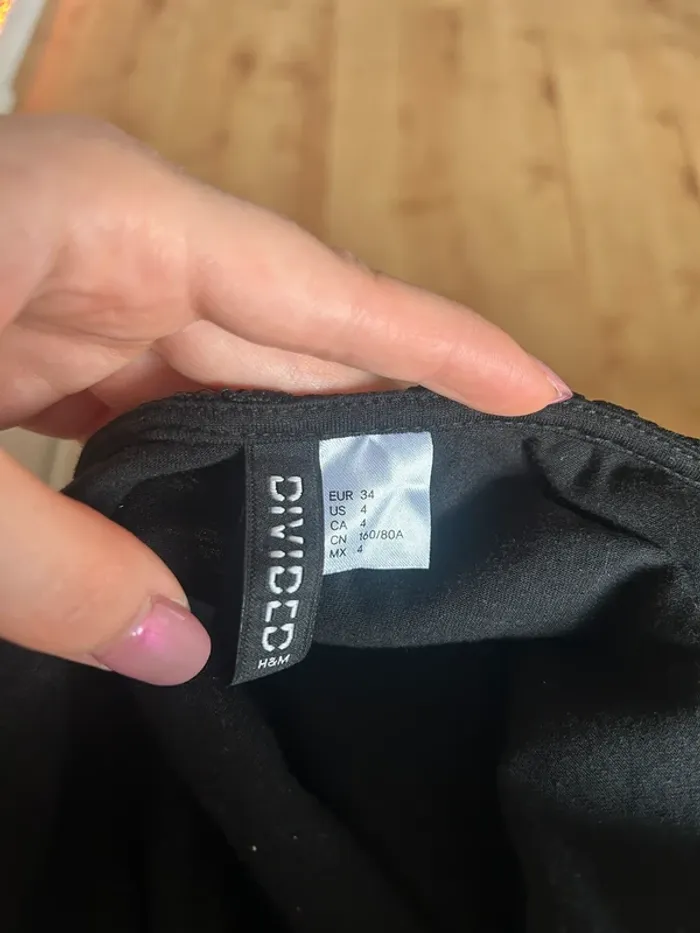 DIVIDED
H&M
EUR 34
US 4
CA 4
CN 160/80A
MX 4